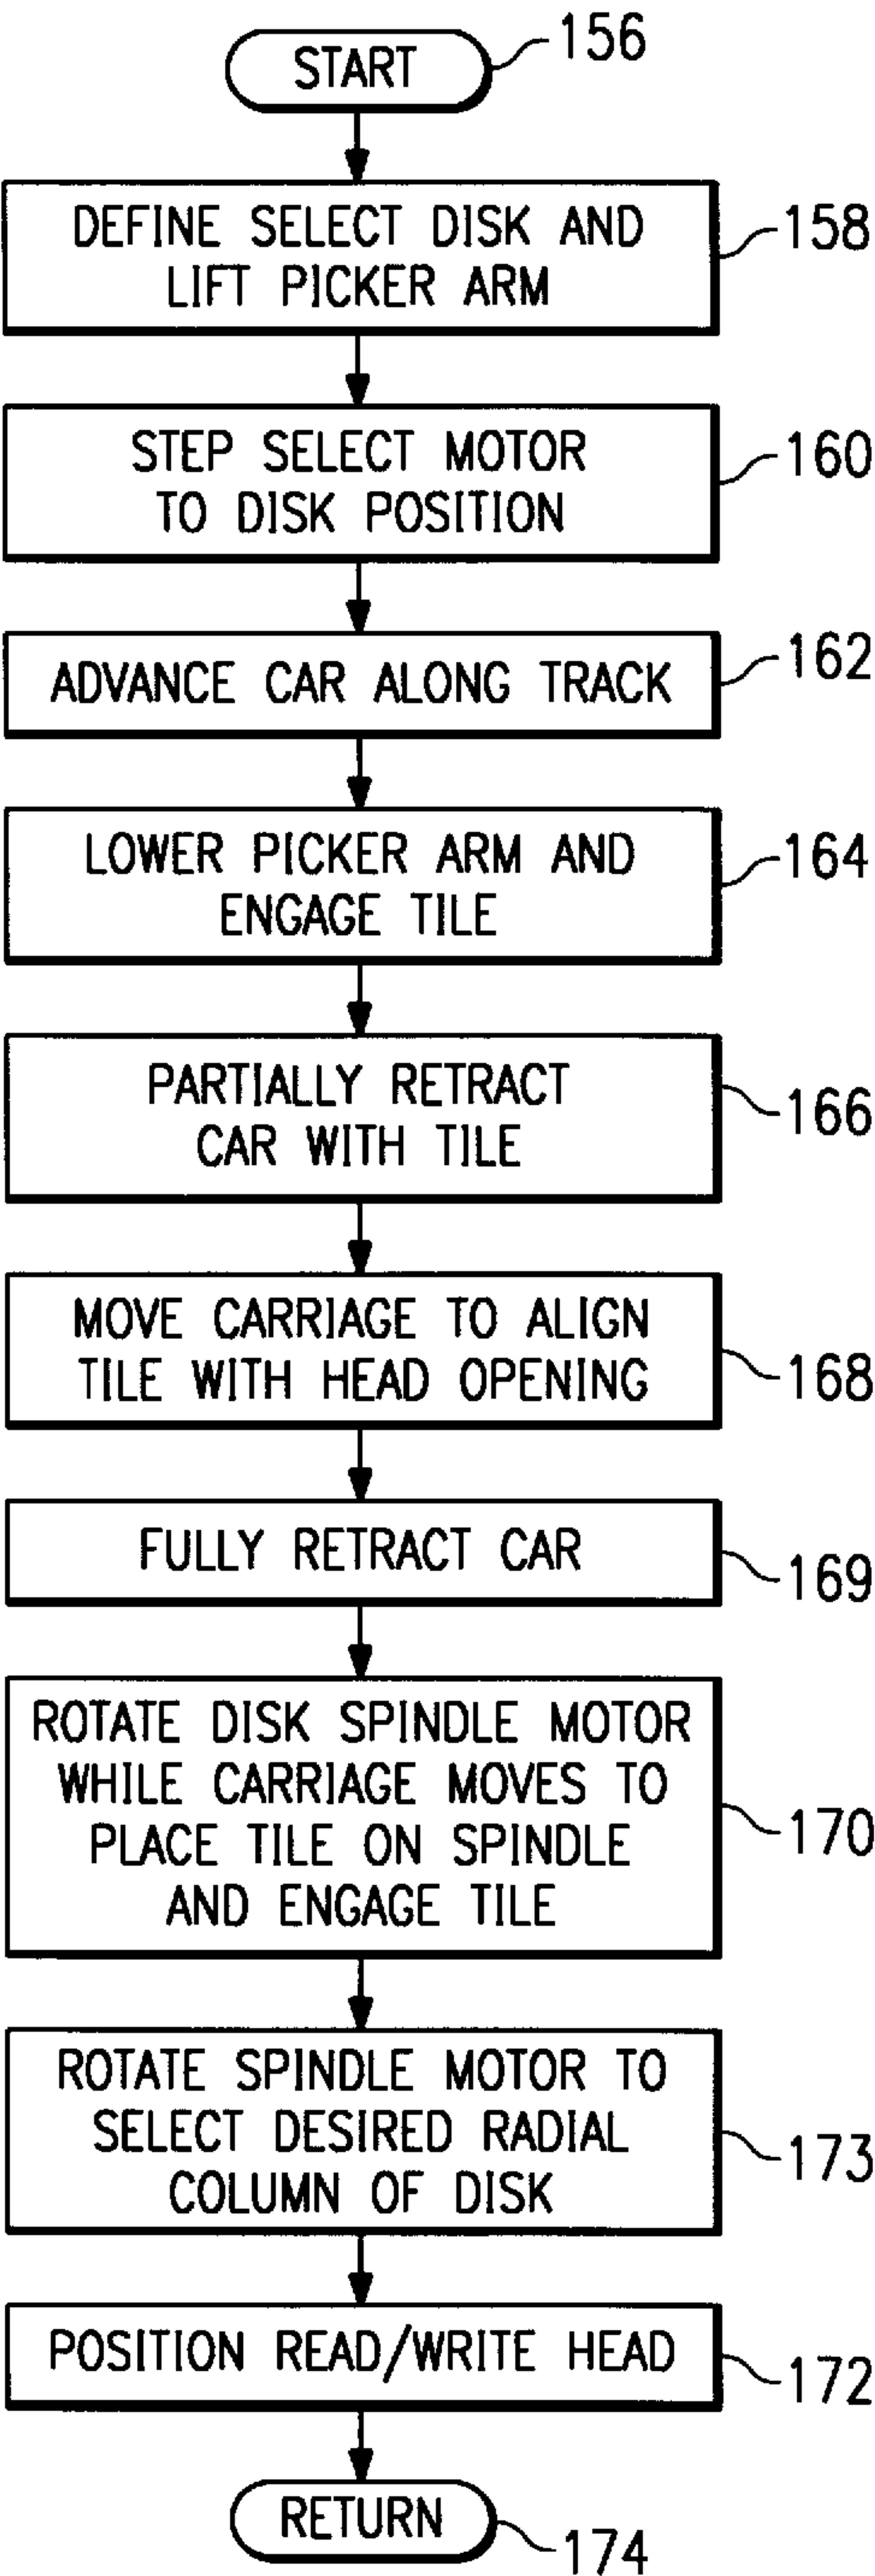 START
156
DEFINE SELECT DISK AND
LIFT PICKER ARM
158
STEP SELECT MOTOR
TO DISK POSITION
160
ADVANCE CAR ALONG TRACK
162
LOWER PICKER ARM AND
ENGAGE TILE
164
PARTIALLY RETRACT
CAR WITH TILE
166
MOVE CARRIAGE TO ALIGN
TILE WITH HEAD OPENING
168
FULLY RETRACT CAR
169
ROTATE DISK SPINDLE MOTOR
WHILE CARRIAGE MOVES TO
PLACE TILE ON SPINDLE
AND ENGAGE TILE
170
ROTATE SPINDLE MOTOR TO
SELECT DESIRED RADIAL
COLUMN OF DISK
173
POSITION READ/WRITE HEAD
172
RETURN
174